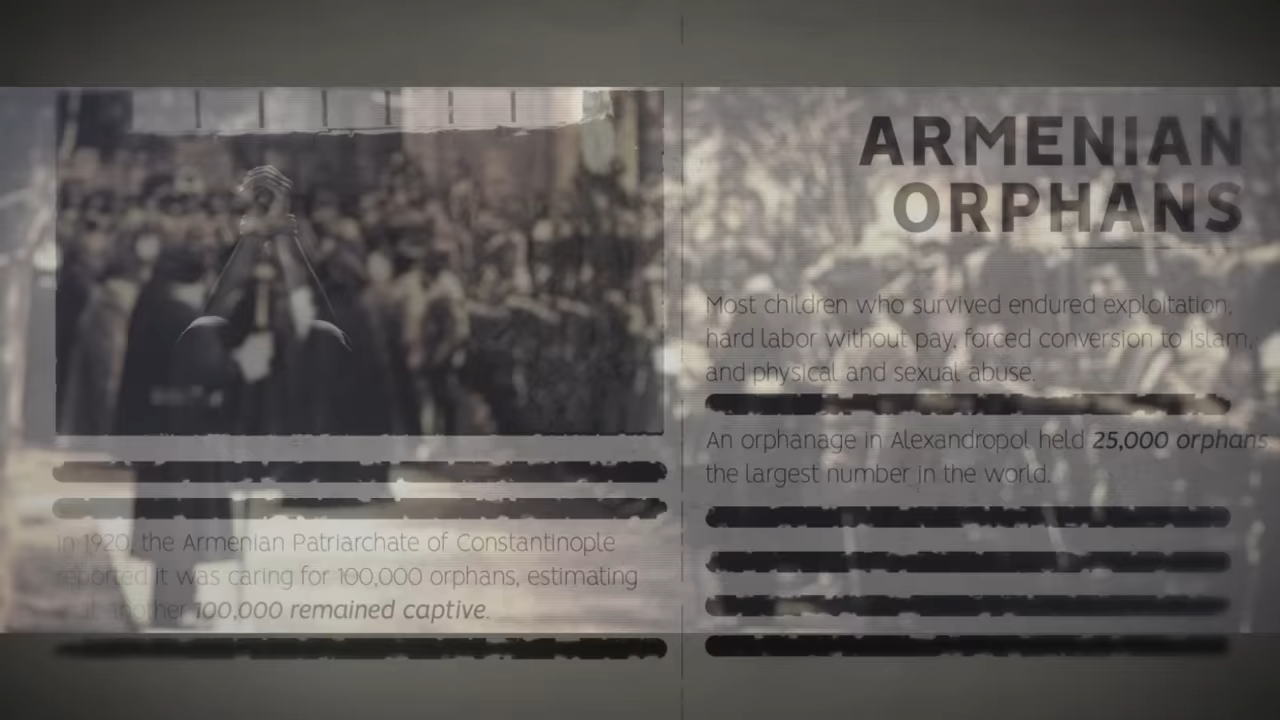 In 1920, the Armenian Patriarchate of Constantinople
reported it was caring for 100,000 orphans, estimating
that another 100,000 remained captive.
ARMENIAN
ORPHANS
Most children who survived endured exploitation,
hard labor without pay, forced conversion to Islam,
and physical and sexual abuse.
An orphanage in Alexandropol held 25,000 orphans
the largest number in the world.